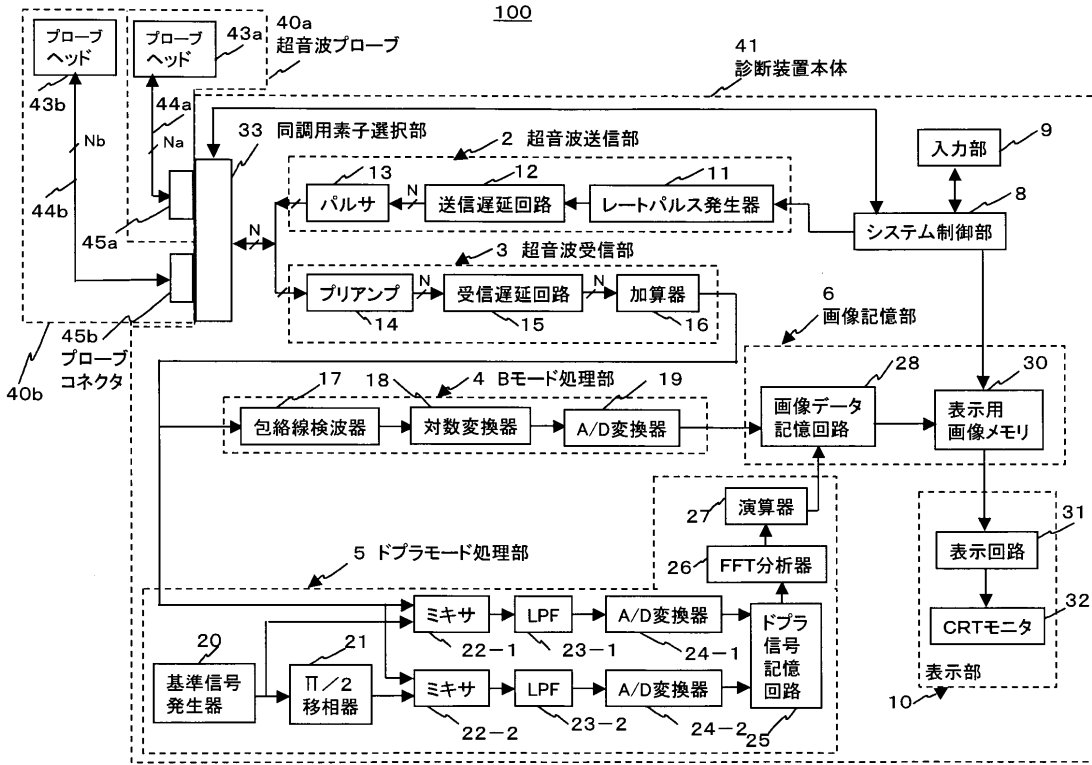 100
プローブ
ヘッド
43b
プローブ
ヘッド
43a
40a
超音波プローブ
41
診断装置本体
44a
Nb
Na
44b
45a
33
同調用素子選択部
N
2 超音波送信部
13
パルサ
N
12
送信遅延回路
11
レートパルス発生器
9
入力部
8
システム制御部
3 超音波受信部
プリアンプ
14
N
受信遅延回路
15
N
加算器
16
45b
プローブ
コネクタ
40b
6
画像記憶部
17
包絡線検波器
18
対数変換器
4 Bモード処理部
19
A/D変換器
28
画像データ
記憶回路
30
表示用
画像メモリ
27
演算器
26
FFT分析器
31
表示回路
32
CRTモニタ
表示部
10
5 ドプラモード処理部
20
基準信号
発生器
21
Π/2
移相器
ミキサ
22-1
LPF
23-1
A/D変換器
24-1
ミキサ
22-2
LPF
23-2
A/D変換器
24-2
ドプラ
信号
記憶
回路
25